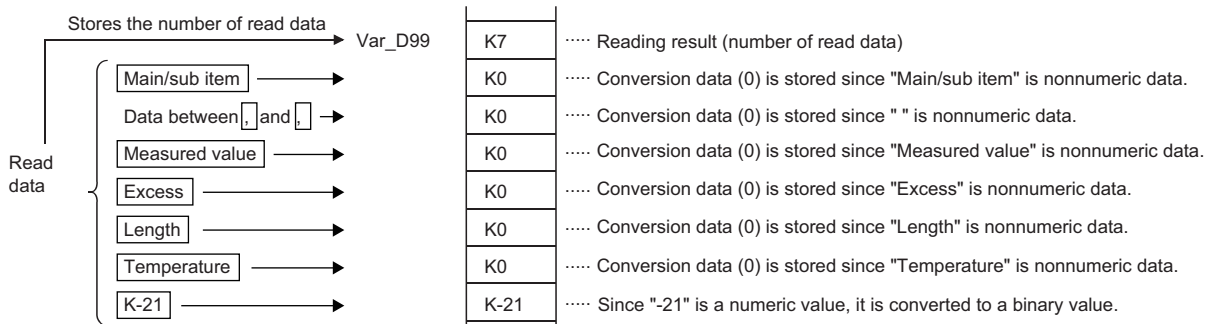 Stores the number of read data
Var_D99 K7 ····· Reading result (number of read data)
Main/sub item K0 ····· Conversion data (0) is stored since "Main/sub item" is nonnumeric data.
Data between , and , K0 ····· Conversion data (0) is stored since " " is nonnumeric data.
Measured value K0 ····· Conversion data (0) is stored since "Measured value" is nonnumeric data.
Read
data
Excess K0 ····· Conversion data (0) is stored since "Excess" is nonnumeric data.
Length K0 ····· Conversion data (0) is stored since "Length" is nonnumeric data.
Temperature K0 ····· Conversion data (0) is stored since "Temperature" is nonnumeric data.
K-21 K-21 ····· Since "-21" is a numeric value, it is converted to a binary value.